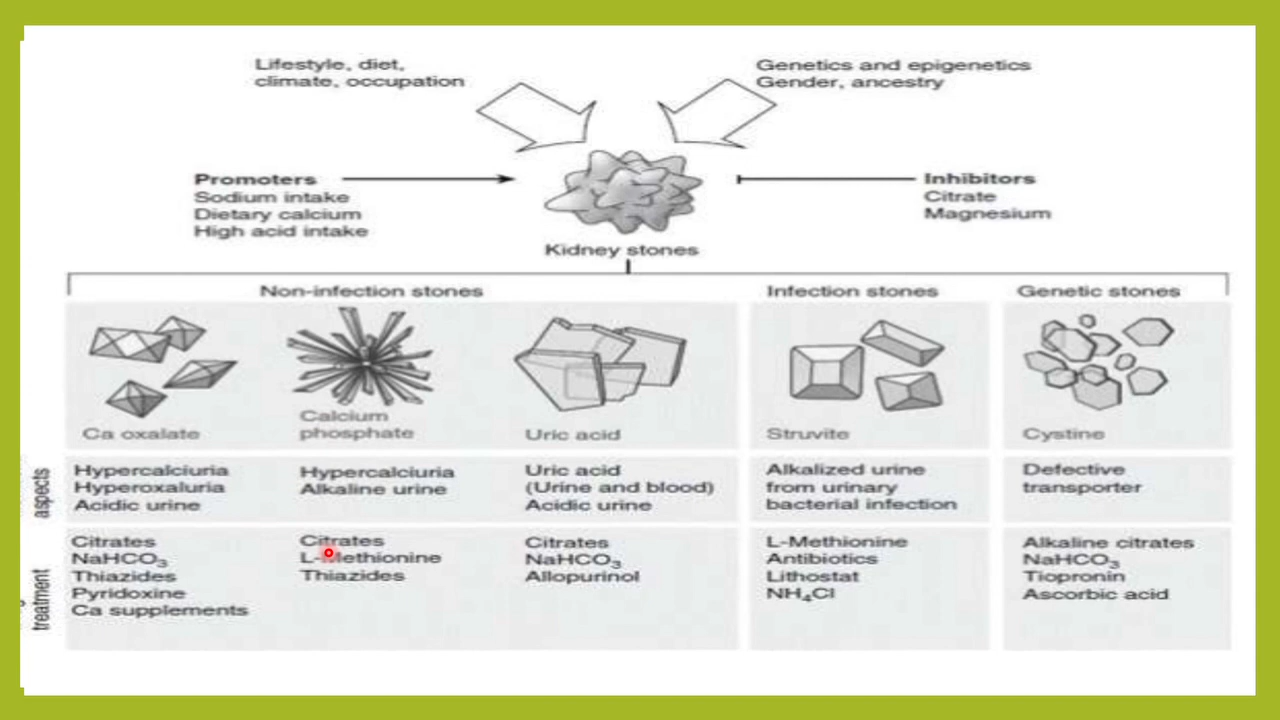 Lifestyle, diet,
climate, occupation
Genetics and epigenetics
Gender, ancestry
Promoters
Sodium intake
Dietary calcium
High acid intake
Inhibitors
Citrate
Magnesium
Kidney stones
Non-infection stones
Infection stones
Genetic stones
Ca oxalate
Calcium
phosphate
Uric acid
Struvite
Cystine
aspects
Hypercalciuria
Hyperoxaluria
Acidic urine
Hypercalciuria
Alkaline urine
Uric acid
(Urine and blood)
Acidic urine
Alkalized urine
from urinary
bacterial infection
Defective
transporter
treatment
Citrates
NaHCO₃
Thiazides
Pyridoxine
Ca supplements
Citrates
L-Methionine
Thiazides
Citrates
NaHCO₃
Allopurinol
L-Methionine
Antibiotics
Lithostat
NH₄Cl
Alkaline citrates
NaHCO₃
Tiopronin
Ascorbic acid